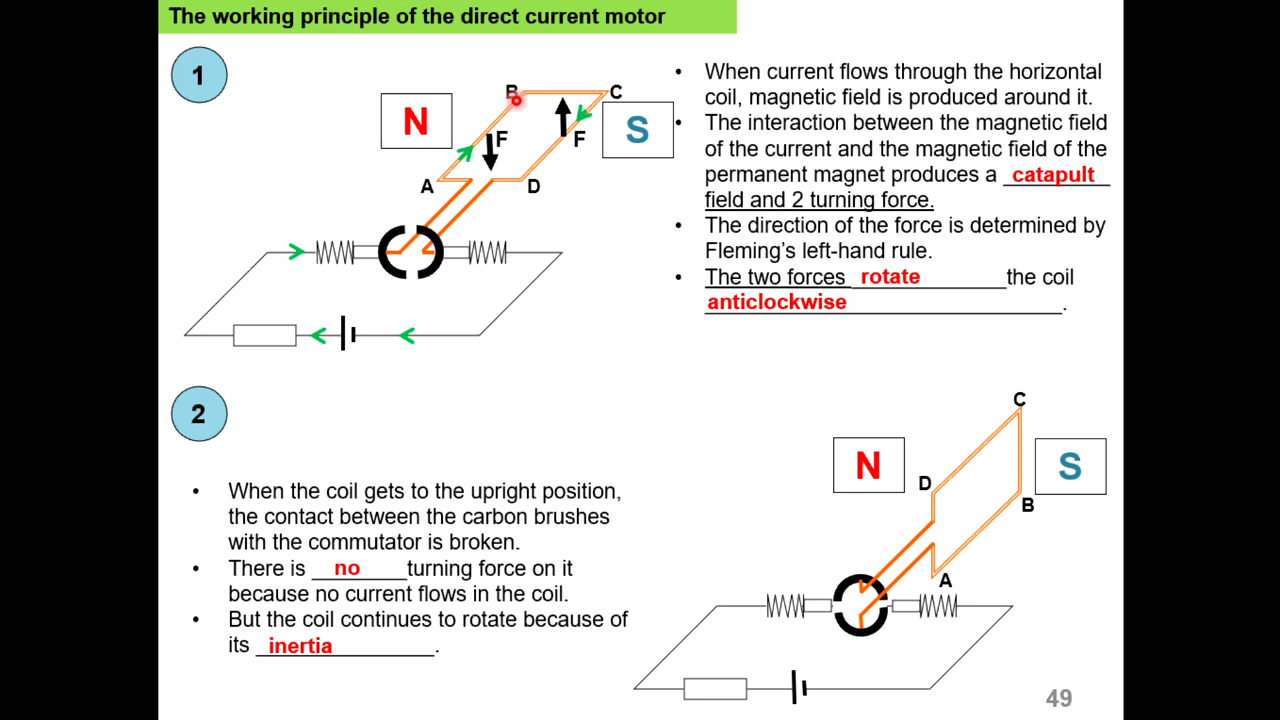 The working principle of the direct current motor
1
N
S
B
C
F
F
A
D
• When current flows through the horizontal
coil, magnetic field is produced around it.
• The interaction between the magnetic field
of the current and the magnetic field of the
permanent magnet produces a catapult
field and 2 turning force.
• The direction of the force is determined by
Fleming's left-hand rule.
• The two forces rotate the coil
anticlockwise.
2
• When the coil gets to the upright position,
the contact between the carbon brushes
with the commutator is broken.
• There is no turning force on it
because no current flows in the coil.
• But the coil continues to rotate because of
its inertia.
C
N
S
D
B
A
49